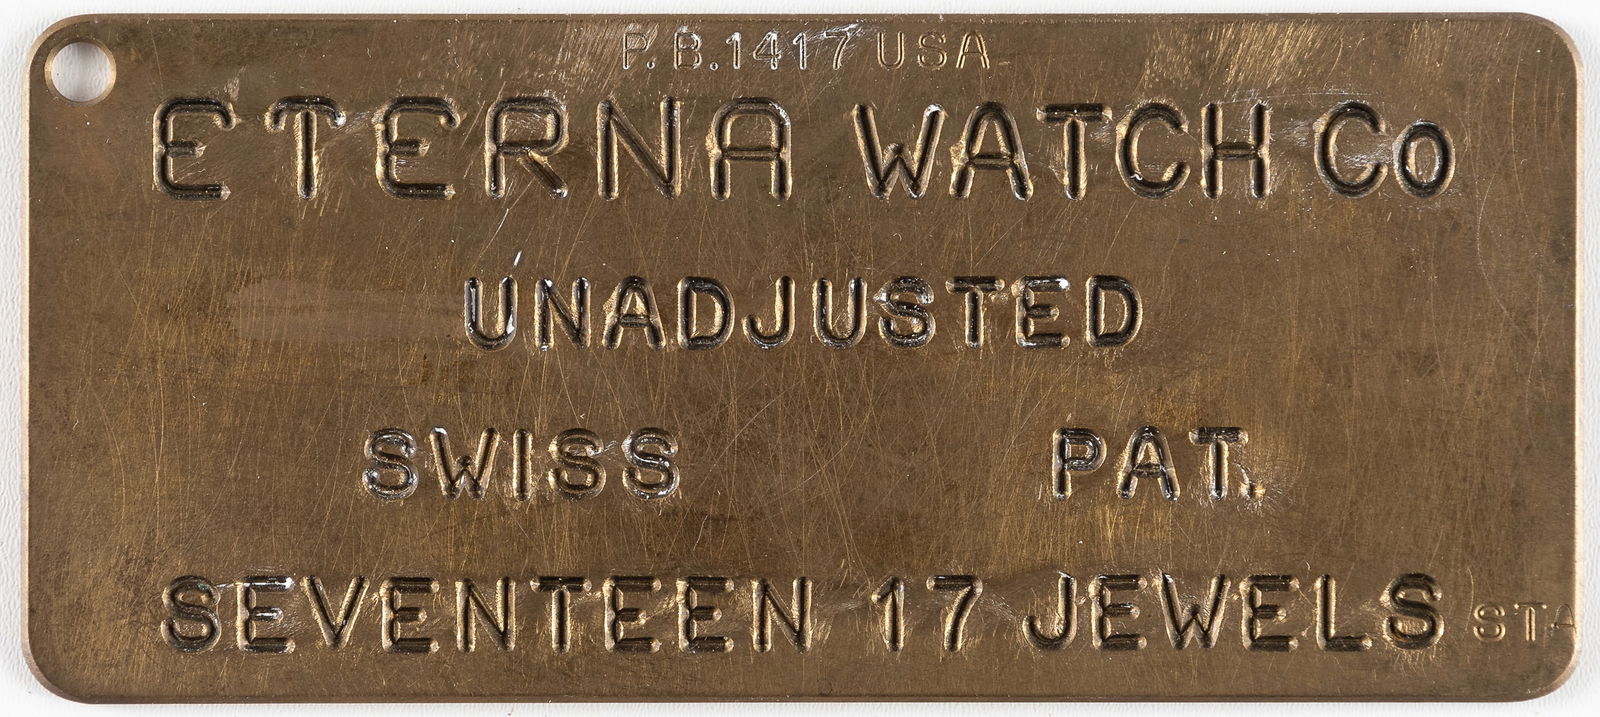 P. B. 1417 USA
ETERNA WATCH Co
UNADJUSTED
SWISS PAT.
SEVENTEEN 17 JEWELS STA